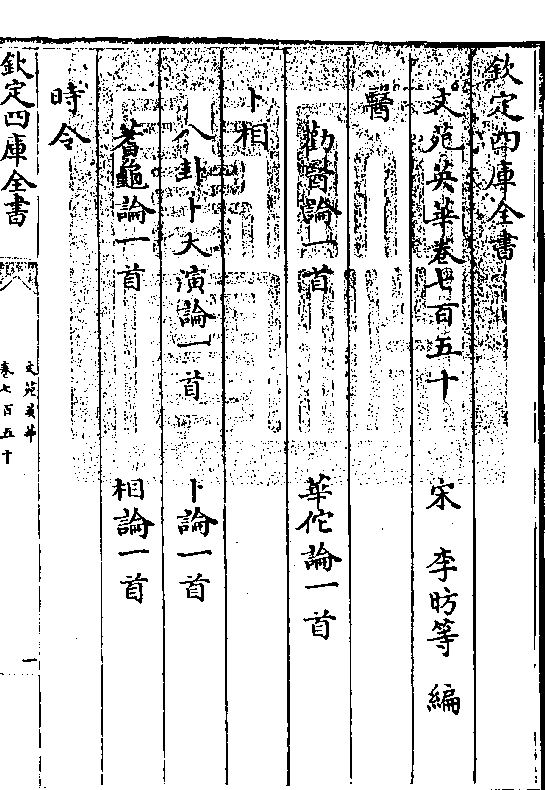 欽定四庫全書
文苑英華卷七百五十　宋　李昉等　編
醫
勸醫論一首　華佗論一首
卜相
八卦卜大演論一首　卜論一首
蓍龜論一首　相論一首
時令
欽定四庫全書
文苑英華
卷七百五十
一